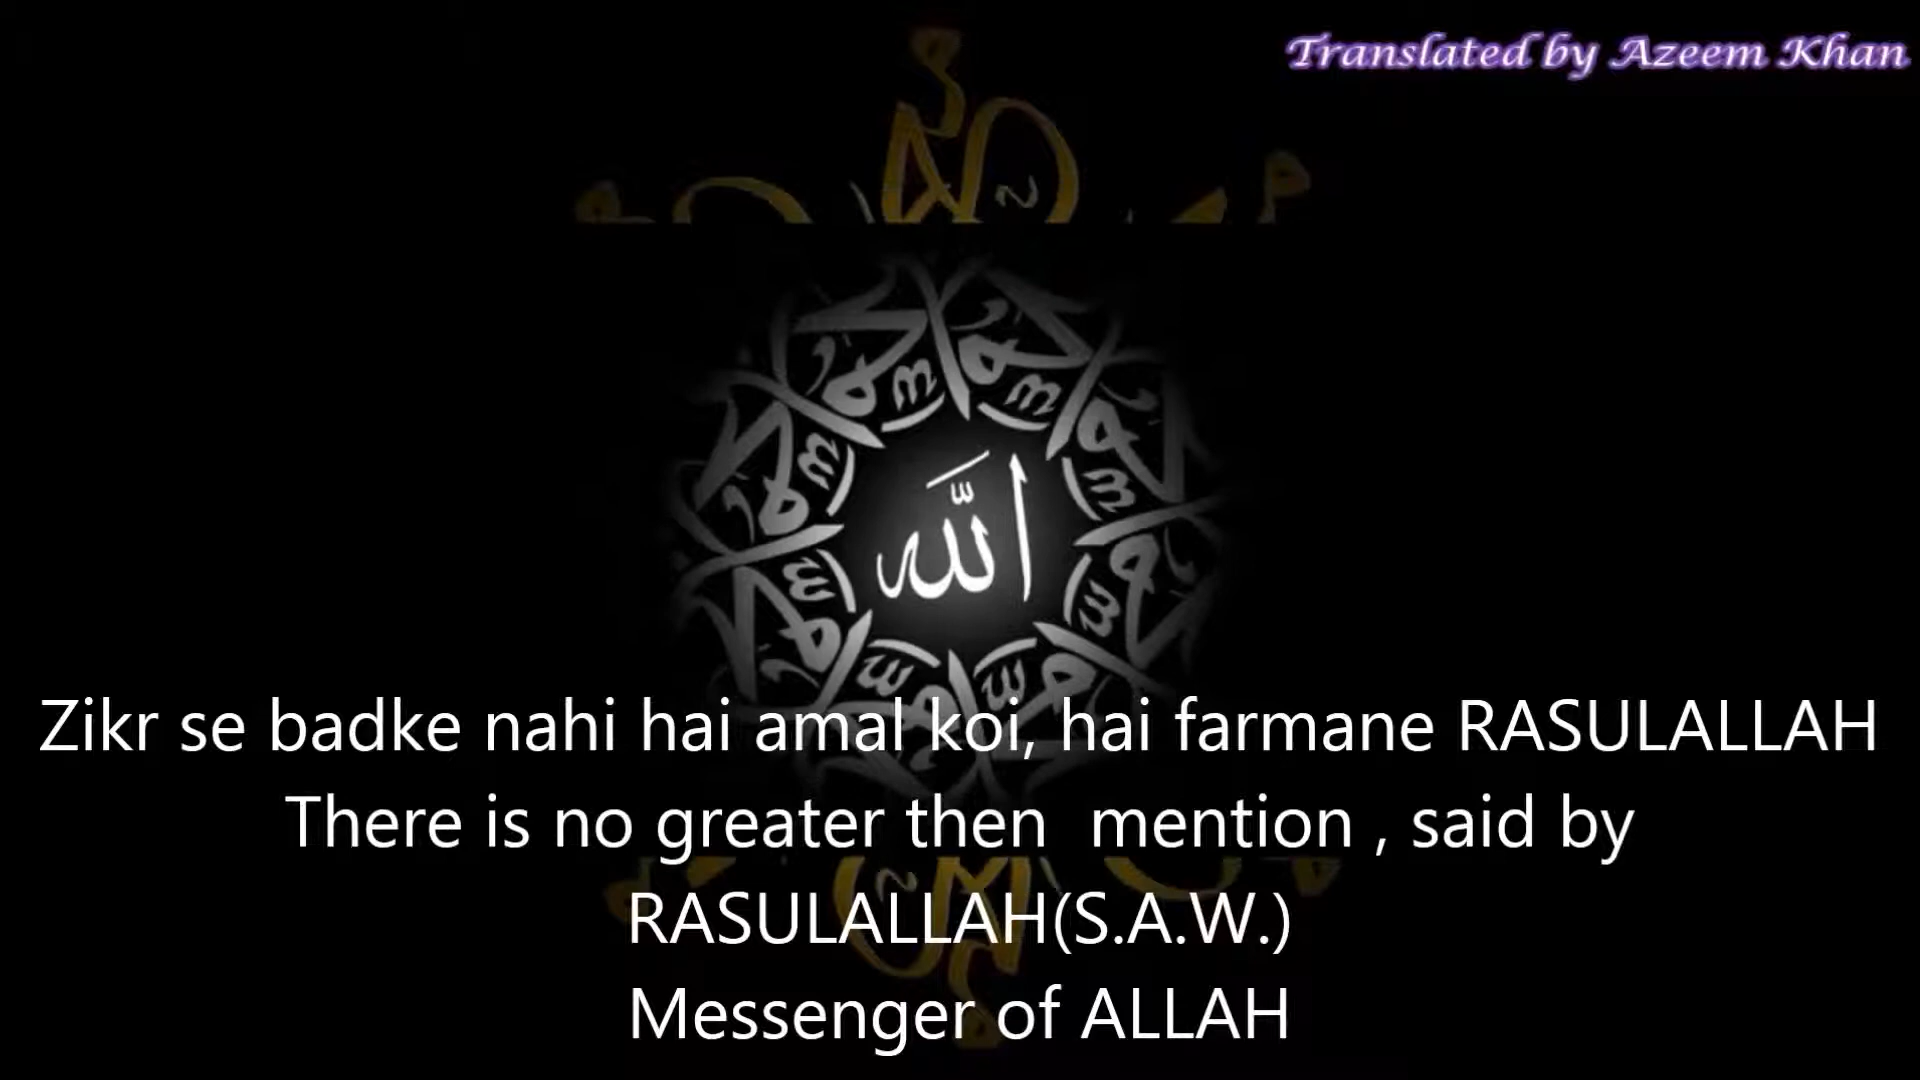 Translated by Azeem Khan
الله
Zikr se badke nahi hai amal koi, hai farmane RASULALLAH
There is no greater then  mention , said by
RASULALLAH(S.A.W.)
Messenger of ALLAH